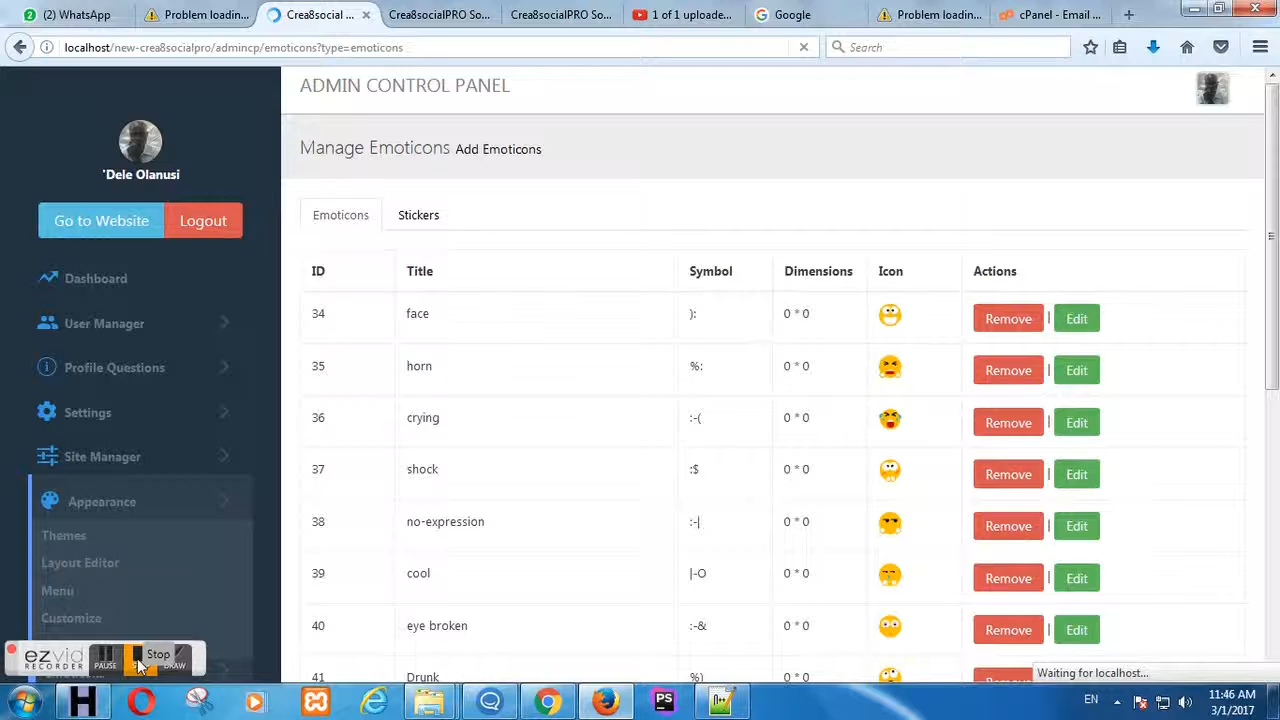 (2) WhatsApp
Problem loadin...
Crea8social ...
Crea8socialPRO So...
Crea8socialPRO So...
1 of 1 uploade...
Google
Problem loadin...
cPanel - Email ...
localhost/new-crea8socialpro/admincp/emoticons?type=emoticons
Search
ADMIN CONTROL PANEL
'Dele Olanusi
Go to Website
Logout
Dashboard
User Manager
Profile Questions
Settings
Site Manager
Appearance
Themes
Layout Editor
Menu
Customize
Manage Emoticons Add Emoticons
Emoticons
Stickers
ID Title Symbol Dimensions Icon Actions
34 face ): 0 * 0 Remove | Edit
35 horn %: 0 * 0 Remove | Edit
36 crying :-( 0 * 0 Remove | Edit
37 shock :$ 0 * 0 Remove | Edit
38 no-expression :-| 0 * 0 Remove | Edit
39 cool |-O 0 * 0 Remove | Edit
40 eye broken :-& 0 * 0 Remove | Edit
41 Drunk %) 0 * 0
ezvid
RECORDER
PAUSE
Stop
DRAW
Waiting for localhost...
EN
11:46 AM
3/1/2017